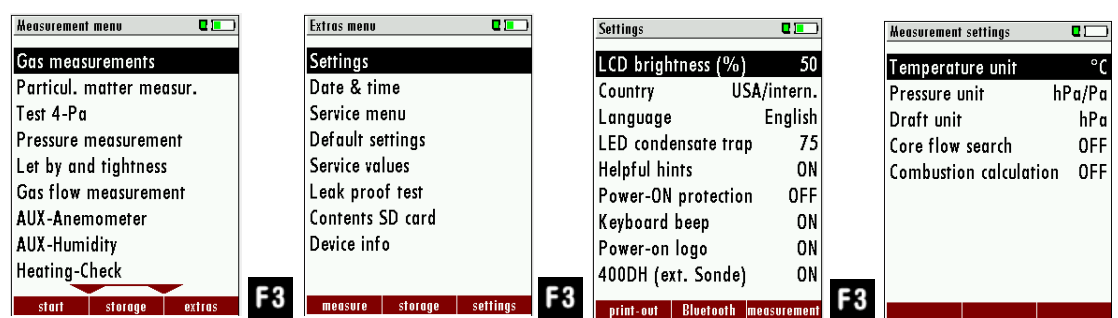 Measurement menu
Gas measurements
Particul. matter measur.
Test 4-Pa
Pressure measurement
Let by and tightness
Gas flow measurement
AUX-Anemometer
AUX-Humidity
Heating-Check
start storage extras
F3
Extras menu
Settings
Date & time
Service menu
Default settings
Service values
Leak proof test
Contents SD card
Device info
measure storage settings
F3
Settings
LCD brightness (%) 50
Country USA/intern.
Language English
LED condensate trap 75
Helpful hints ON
Power-ON protection OFF
Keyboard beep ON
Power-on logo ON
400DH (ext. Sonde) ON
print-out Bluetooth measurement
F3
Measurement settings
Temperature unit °C
Pressure unit hPa/Pa
Draft unit hPa
Core flow search OFF
Combustion calculation OFF